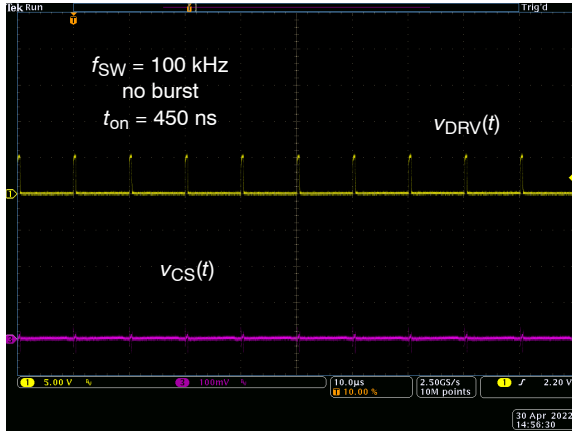 Tek Run
Trig'd
T
f
SW = 100 kHz
no burst
ton = 450 ns
vDRV(t)
1
vCS(t)
3
1 5.00 V
3 100mV
10.0µs
T 10.00 %
2.50GS/s
10M points
1
2.20 V
30 Apr 2022
14:56:30